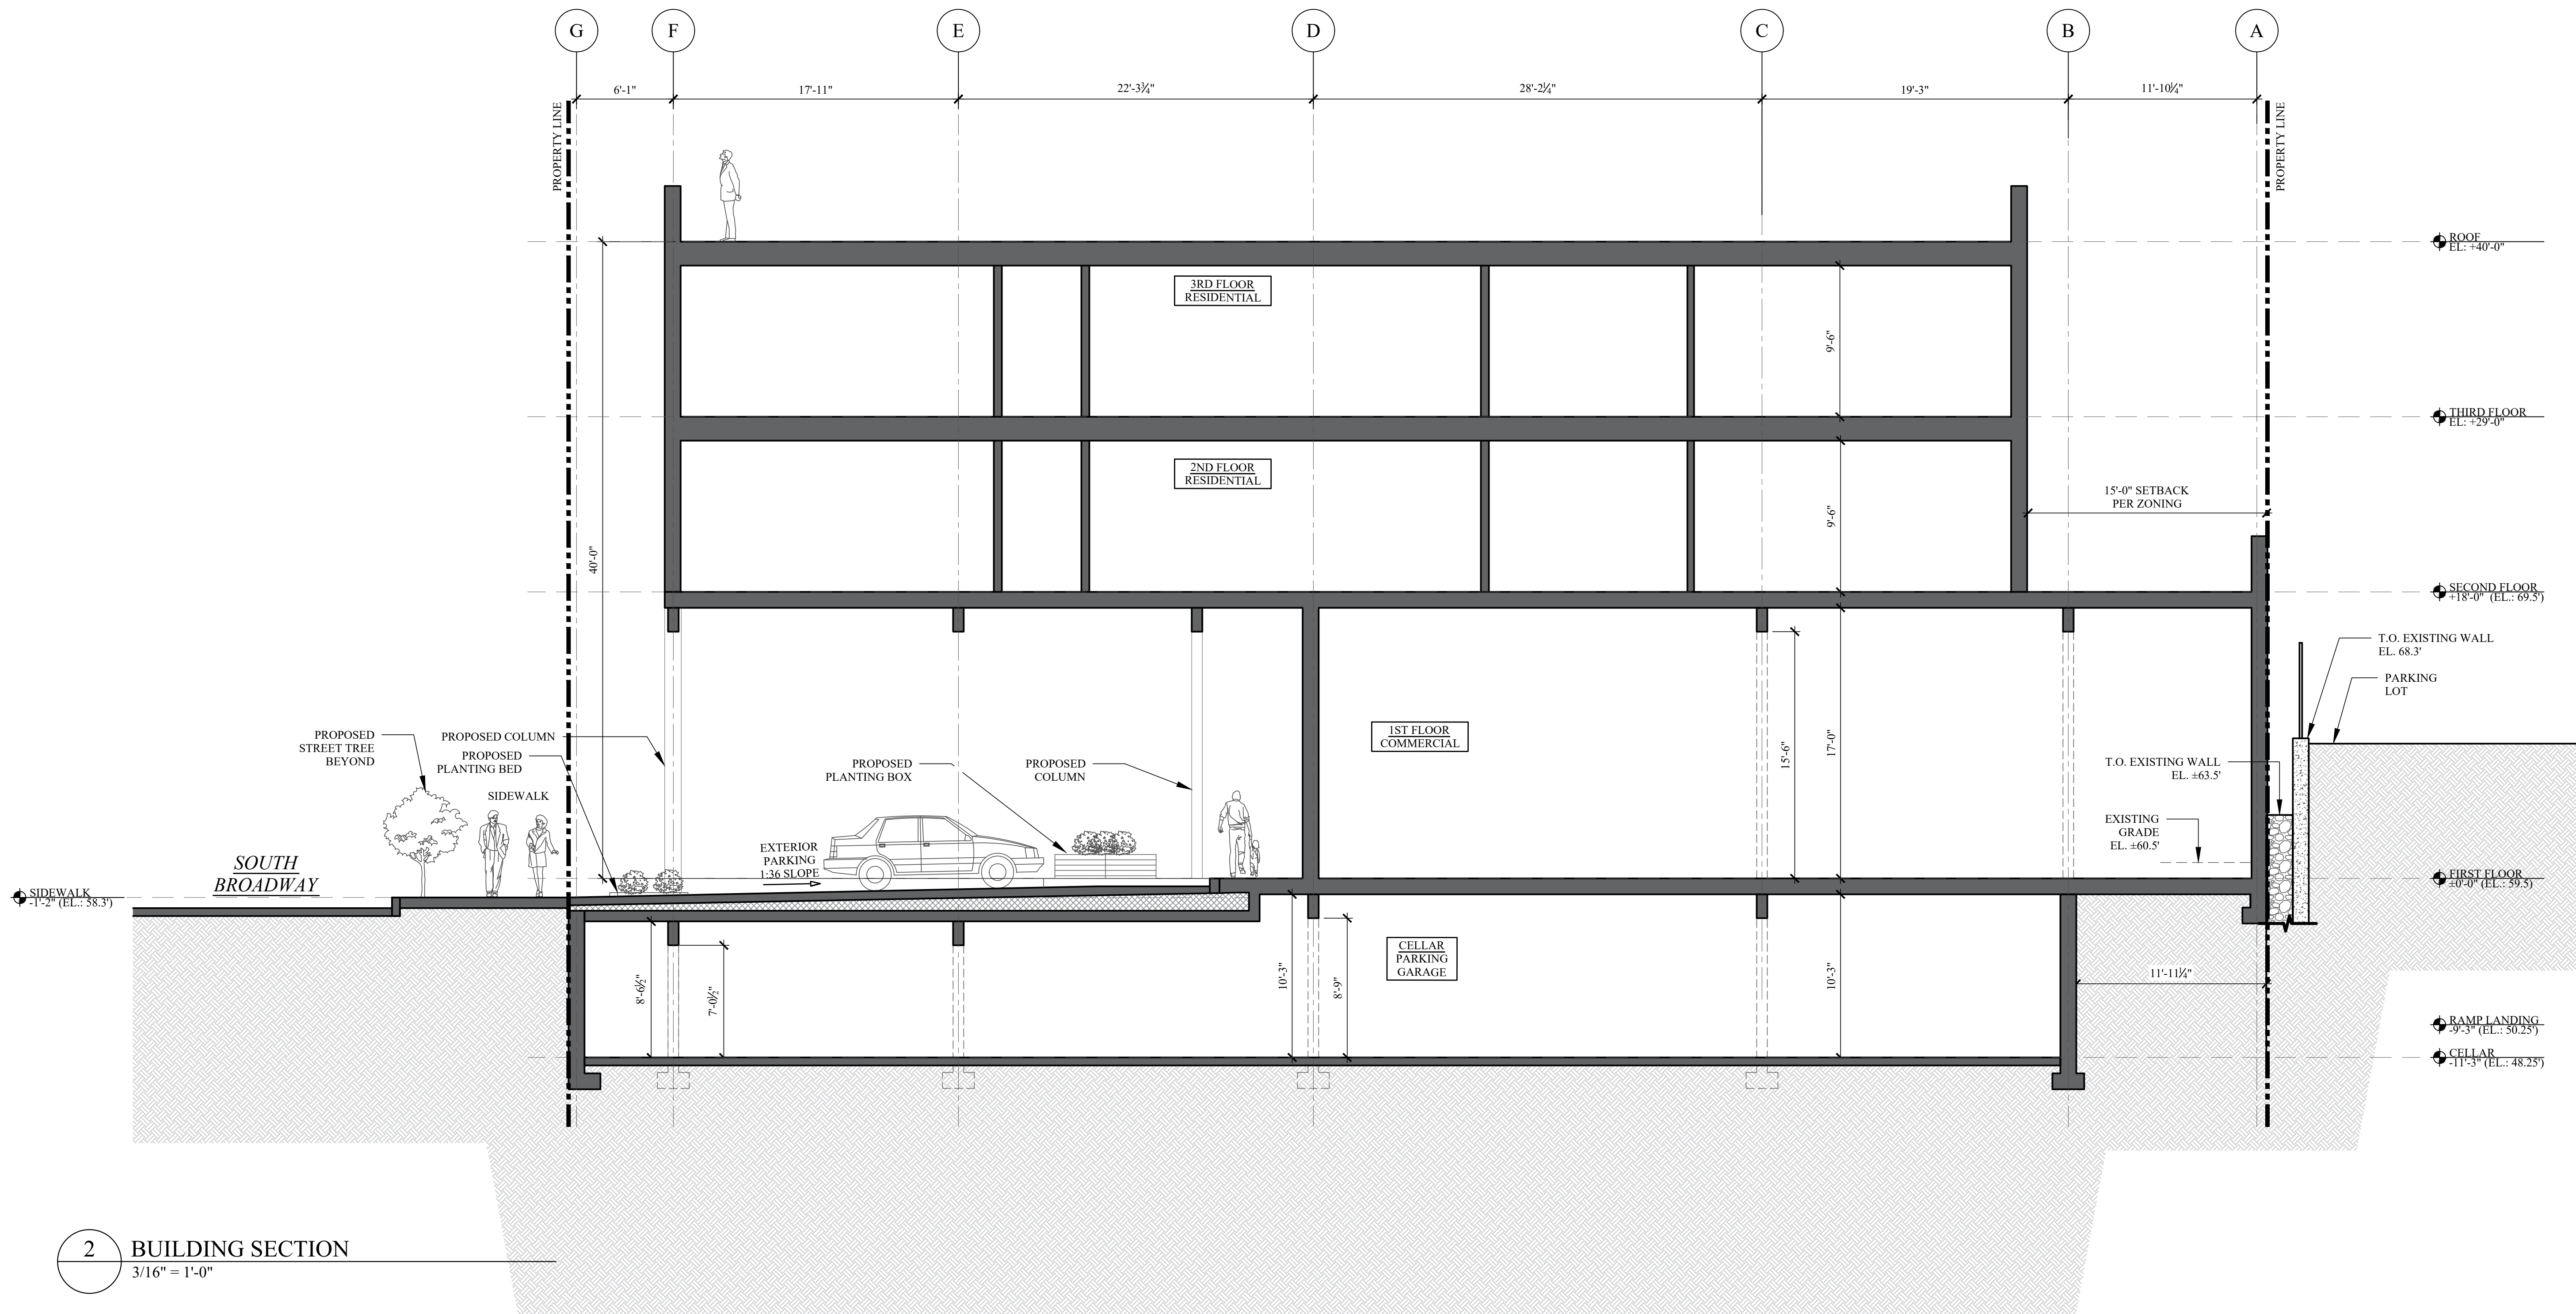 G
F
E
D
C
B
A
6'-1"
17'-11"
22'-3¾"
28'-2¼"
19'-3"
11'-10¼"
PROPERTY LINE
PROPERTY LINE
ROOF
EL: +40'-0"
3RD FLOOR
RESIDENTIAL
9'-6"
THIRD FLOOR
EL: +29'-0"
2ND FLOOR
RESIDENTIAL
9'-6"
15'-0" SETBACK
PER ZONING
40'-0"
SECOND FLOOR
+18'-0" (EL.: 69.5')
T.O. EXISTING WALL
EL. 68.3'
PARKING
LOT
PROPOSED
STREET TREE
BEYOND
PROPOSED COLUMN
PROPOSED
PLANTING BED
SIDEWALK
PROPOSED
PLANTING BOX
PROPOSED
COLUMN
1ST FLOOR
COMMERCIAL
15'-6"
17'-0"
T.O. EXISTING WALL
EL. ±63.5'
EXISTING
GRADE
EL. ±60.5'
EXTERIOR
PARKING
1:36 SLOPE
SOUTH
BROADWAY
SIDEWALK
-1'-2" (EL.: 58.3')
FIRST FLOOR
±0'-0" (EL.: 59.5)
CELLAR
PARKING
GARAGE
8'-6½"
7'-0½"
10'-3"
8'-9"
10'-3"
11'-11¼"
RAMP LANDING
-9'-3" (EL.: 50.25')
CELLAR
-11'-3" (EL.: 48.25')
2
BUILDING SECTION
3/16" = 1'-0"